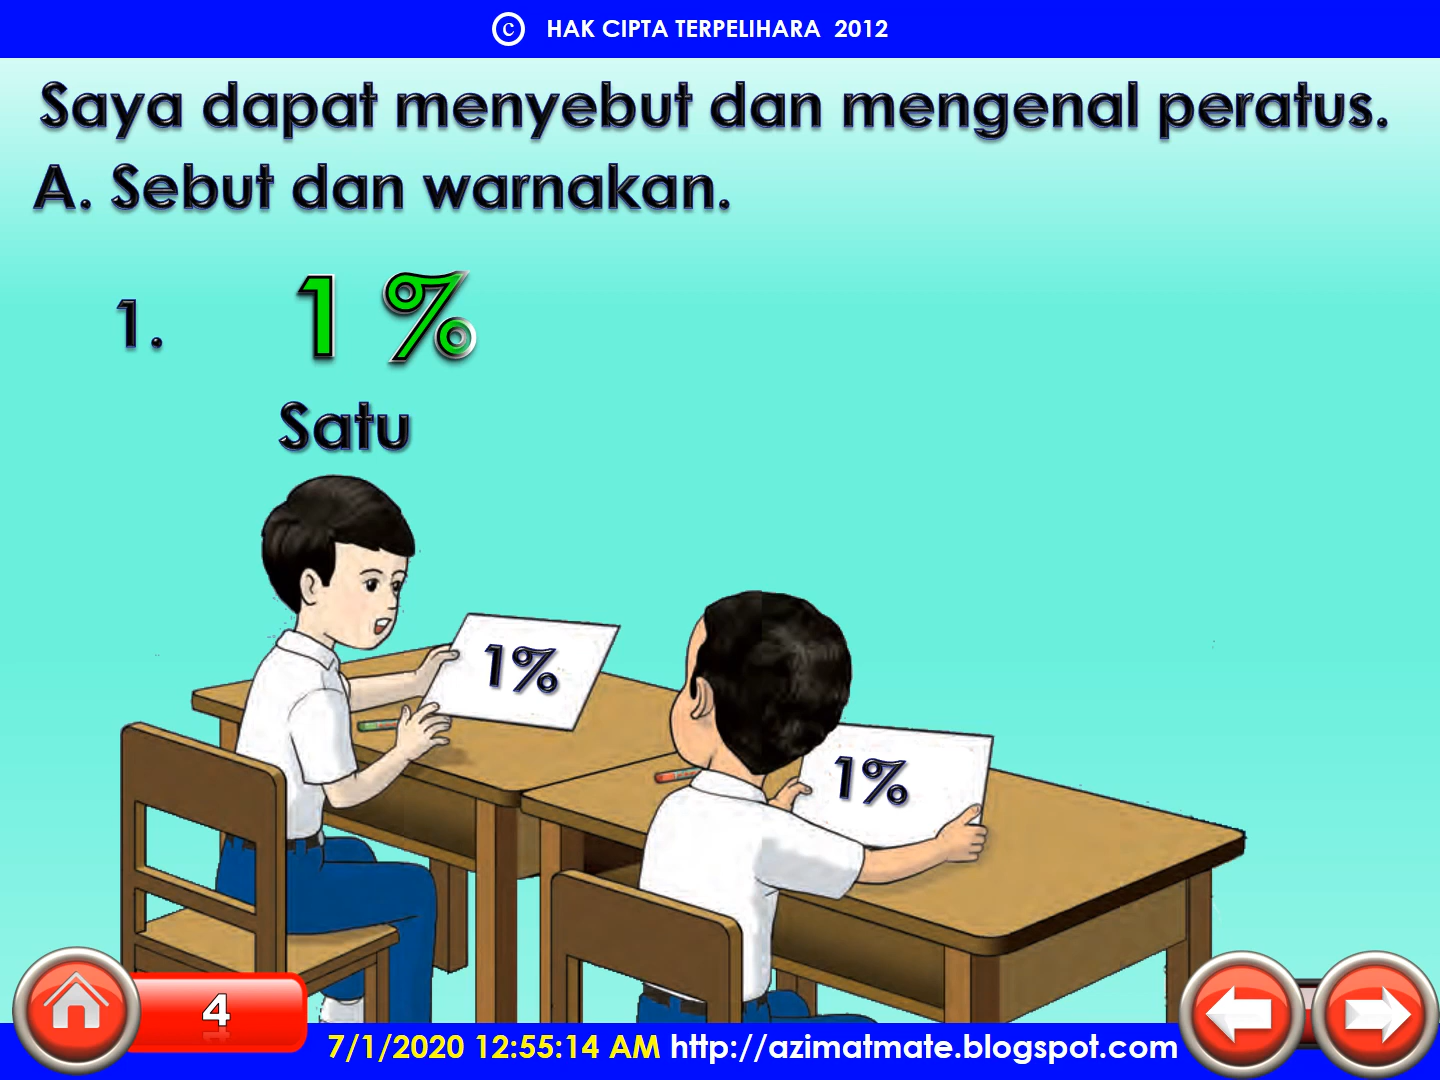 © HAK CIPTA TERPELIHARA 2012
Saya dapat menyebut dan mengenal peratus.
A. Sebut dan warnakan.
1. 1 %
Satu
1%
1%
4
7/1/2020 12:55:14 AM http://azimatmate.blogspot.com